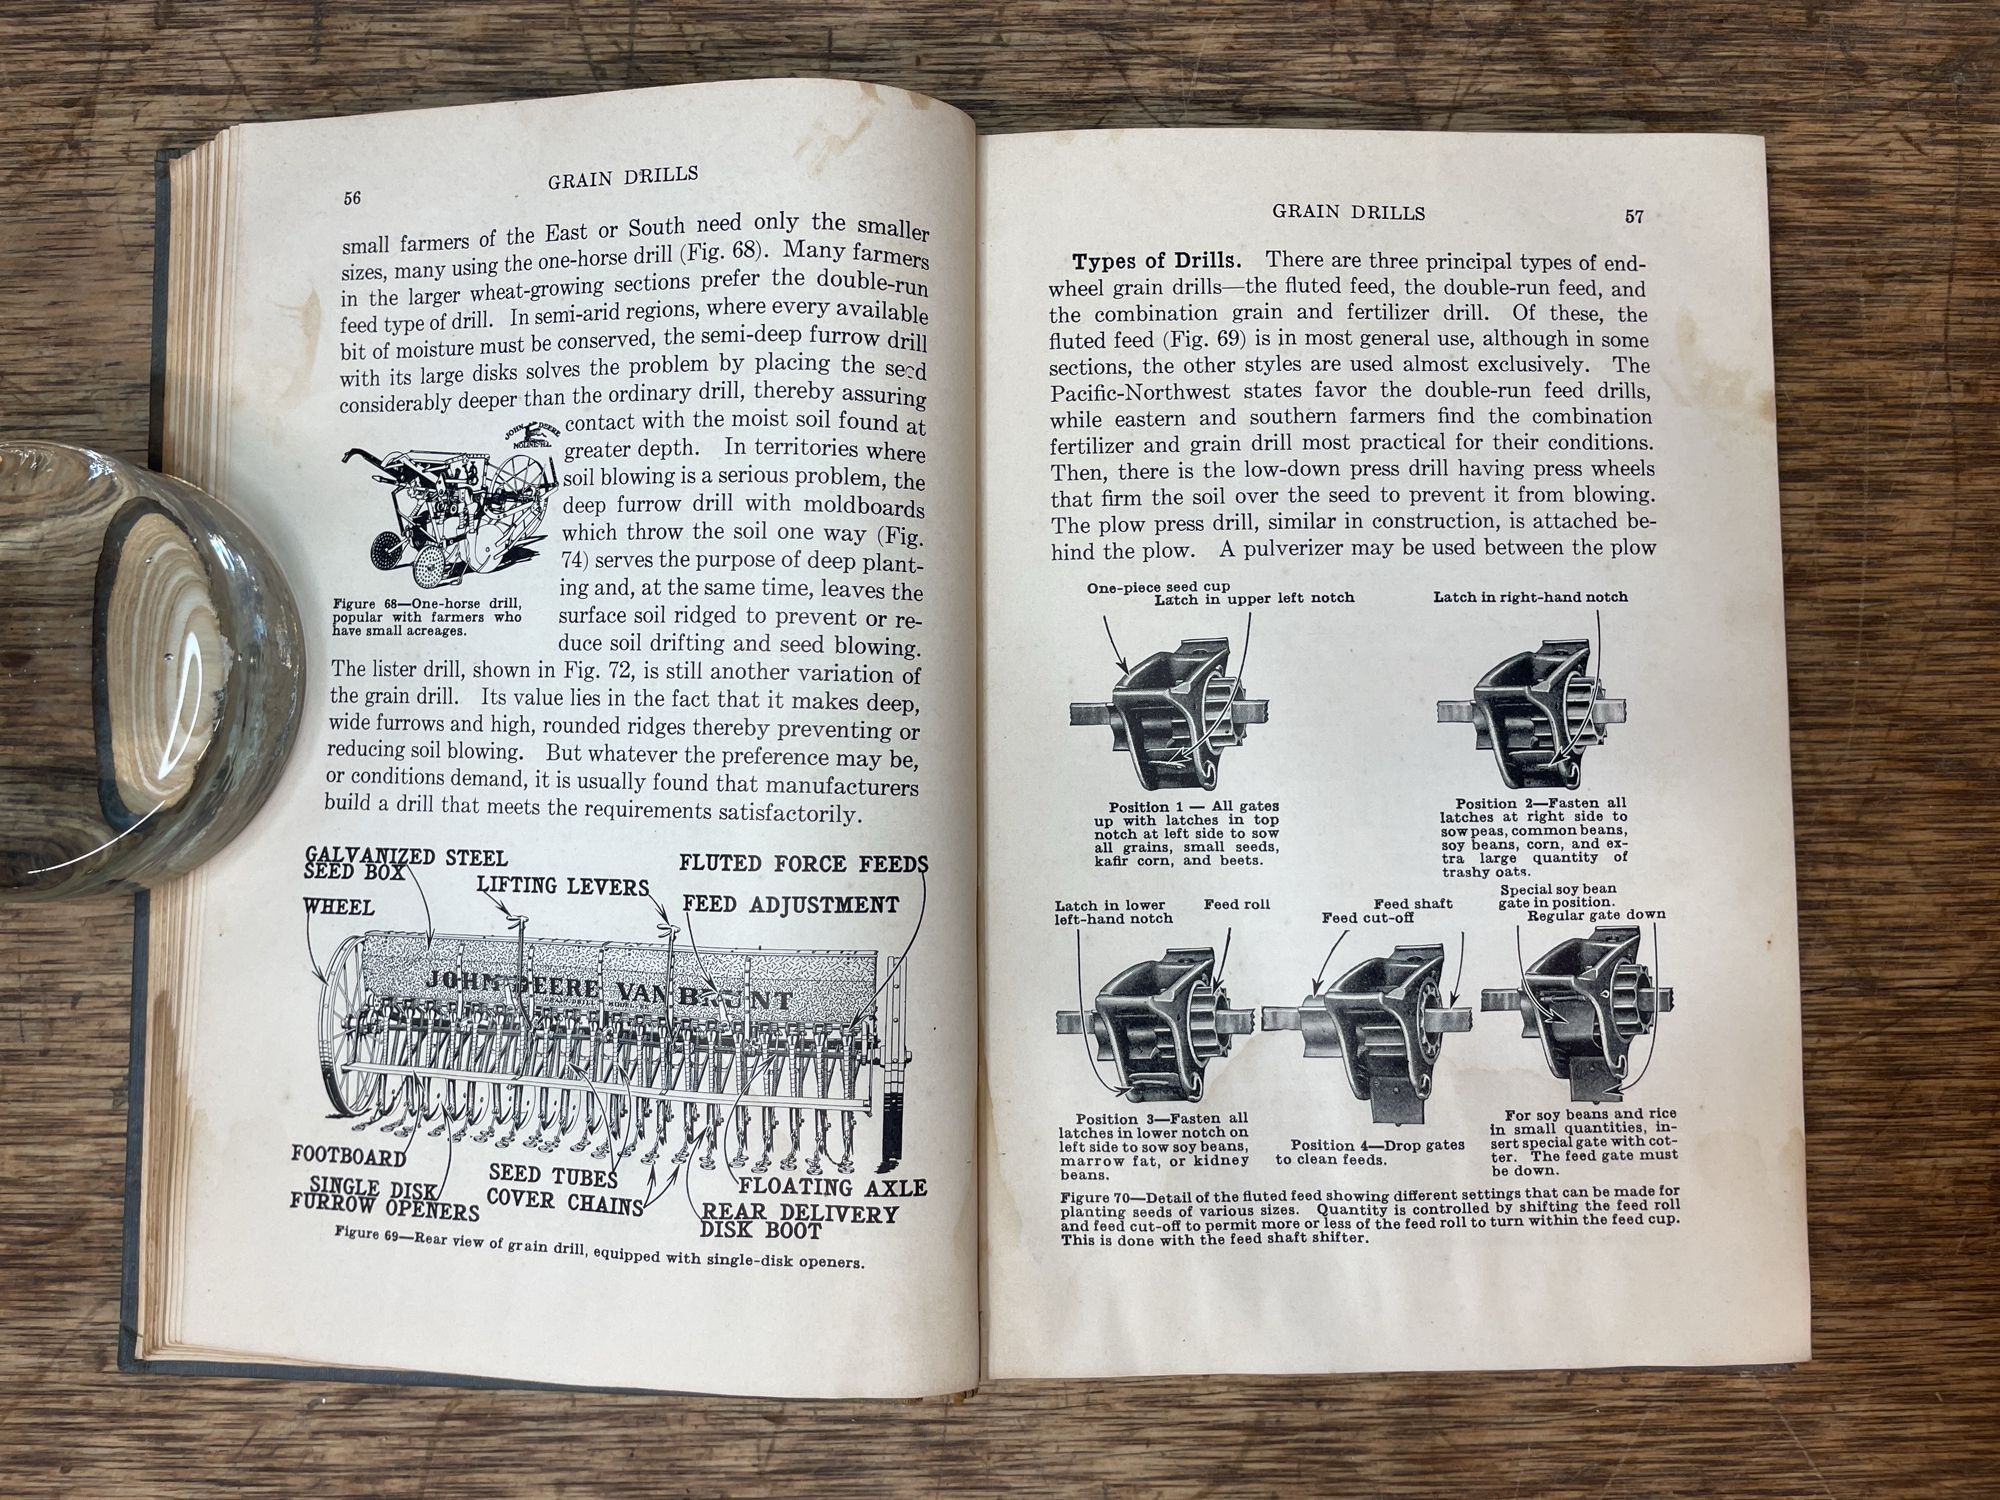 56
GRAIN DRILLS
small farmers of the East or South need only the smaller
sizes, many using the one-horse drill (Fig. 68). Many farmers
in the larger wheat-growing sections prefer the double-run
feed type of drill. In semi-arid regions, where every available
bit of moisture must be conserved, the semi-deep furrow drill
with its large disks solves the problem by placing the seed
considerably deeper than the ordinary drill, thereby assuring
contact with the moist soil found at
greater depth. In territories where
soil blowing is a serious problem, the
deep furrow drill with moldboards
which throw the soil one way (Fig.
74) serves the purpose of deep plant-
ing and, at the same time, leaves the
surface soil ridged to prevent or re-
duce soil drifting and seed blowing.
JOHN DEERE
MOLINE, ILL.
Figure 68—One-horse drill,
popular with farmers who
have small acreages.
The lister drill, shown in Fig. 72, is still another variation of
the grain drill. Its value lies in the fact that it makes deep,
wide furrows and high, rounded ridges thereby preventing or
reducing soil blowing. But whatever the preference may be,
or conditions demand, it is usually found that manufacturers
build a drill that meets the requirements satisfactorily.
GALVANIZED STEEL
SEED BOX
LIFTING LEVERS
FLUTED FORCE FEEDS
WHEEL
FEED ADJUSTMENT
JOHN DEERE VAN BRUNT
FOOTBOARD
SINGLE DISK
FURROW OPENERS
SEED TUBES
COVER CHAINS
FLOATING AXLE
REAR DELIVERY
DISK BOOT
Figure 69—Rear view of grain drill, equipped with single-disk openers.
GRAIN DRILLS
57
Types of Drills. There are three principal types of end-
wheel grain drills—the fluted feed, the double-run feed, and
the combination grain and fertilizer drill. Of these, the
fluted feed (Fig. 69) is in most general use, although in some
sections, the other styles are used almost exclusively. The
Pacific-Northwest states favor the double-run feed drills,
while eastern and southern farmers find the combination
fertilizer and grain drill most practical for their conditions.
Then, there is the low-down press drill having press wheels
that firm the soil over the seed to prevent it from blowing.
The plow press drill, similar in construction, is attached be-
hind the plow. A pulverizer may be used between the plow
One-piece seed cup
Latch in upper left notch
Latch in right-hand notch
Position 1 — All gates
up with latches in top
notch at left side to sow
all grains, small seeds,
kafir corn, and beets.
Position 2—Fasten all
latches at right side to
sow peas, common beans,
soy beans, corn, and ex-
tra large quantity of
trashy oats.
Latch in lower
left-hand notch
Feed roll
Feed shaft
Feed cut-off
Special soy bean
gate in position.
Regular gate down
Position 3—Fasten all
latches in lower notch on
left side to sow soy beans,
marrow fat, or kidney
beans.
Position 4—Drop gates
to clean feeds.
For soy beans and rice
in small quantities, in-
sert special gate with cot-
ter. The feed gate must
be down.
Figure 70—Detail of the fluted feed showing different settings that can be made for
planting seeds of various sizes. Quantity is controlled by shifting the feed roll
and feed cut-off to permit more or less of the feed roll to turn within the feed cup.
This is done with the feed shaft shifter.